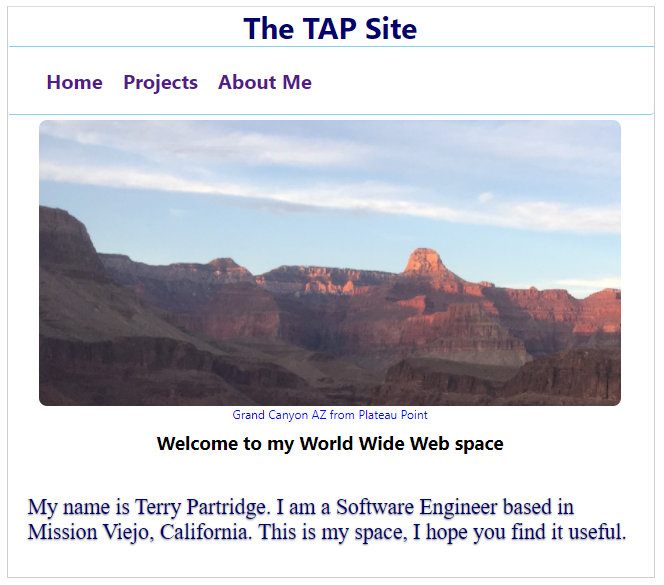 The TAP Site
Home Projects About Me
Grand Canyon AZ from Plateau Point
Welcome to my World Wide Web space
My name is Terry Partridge. I am a Software Engineer based in
Mission Viejo, California. This is my space, I hope you find it useful.